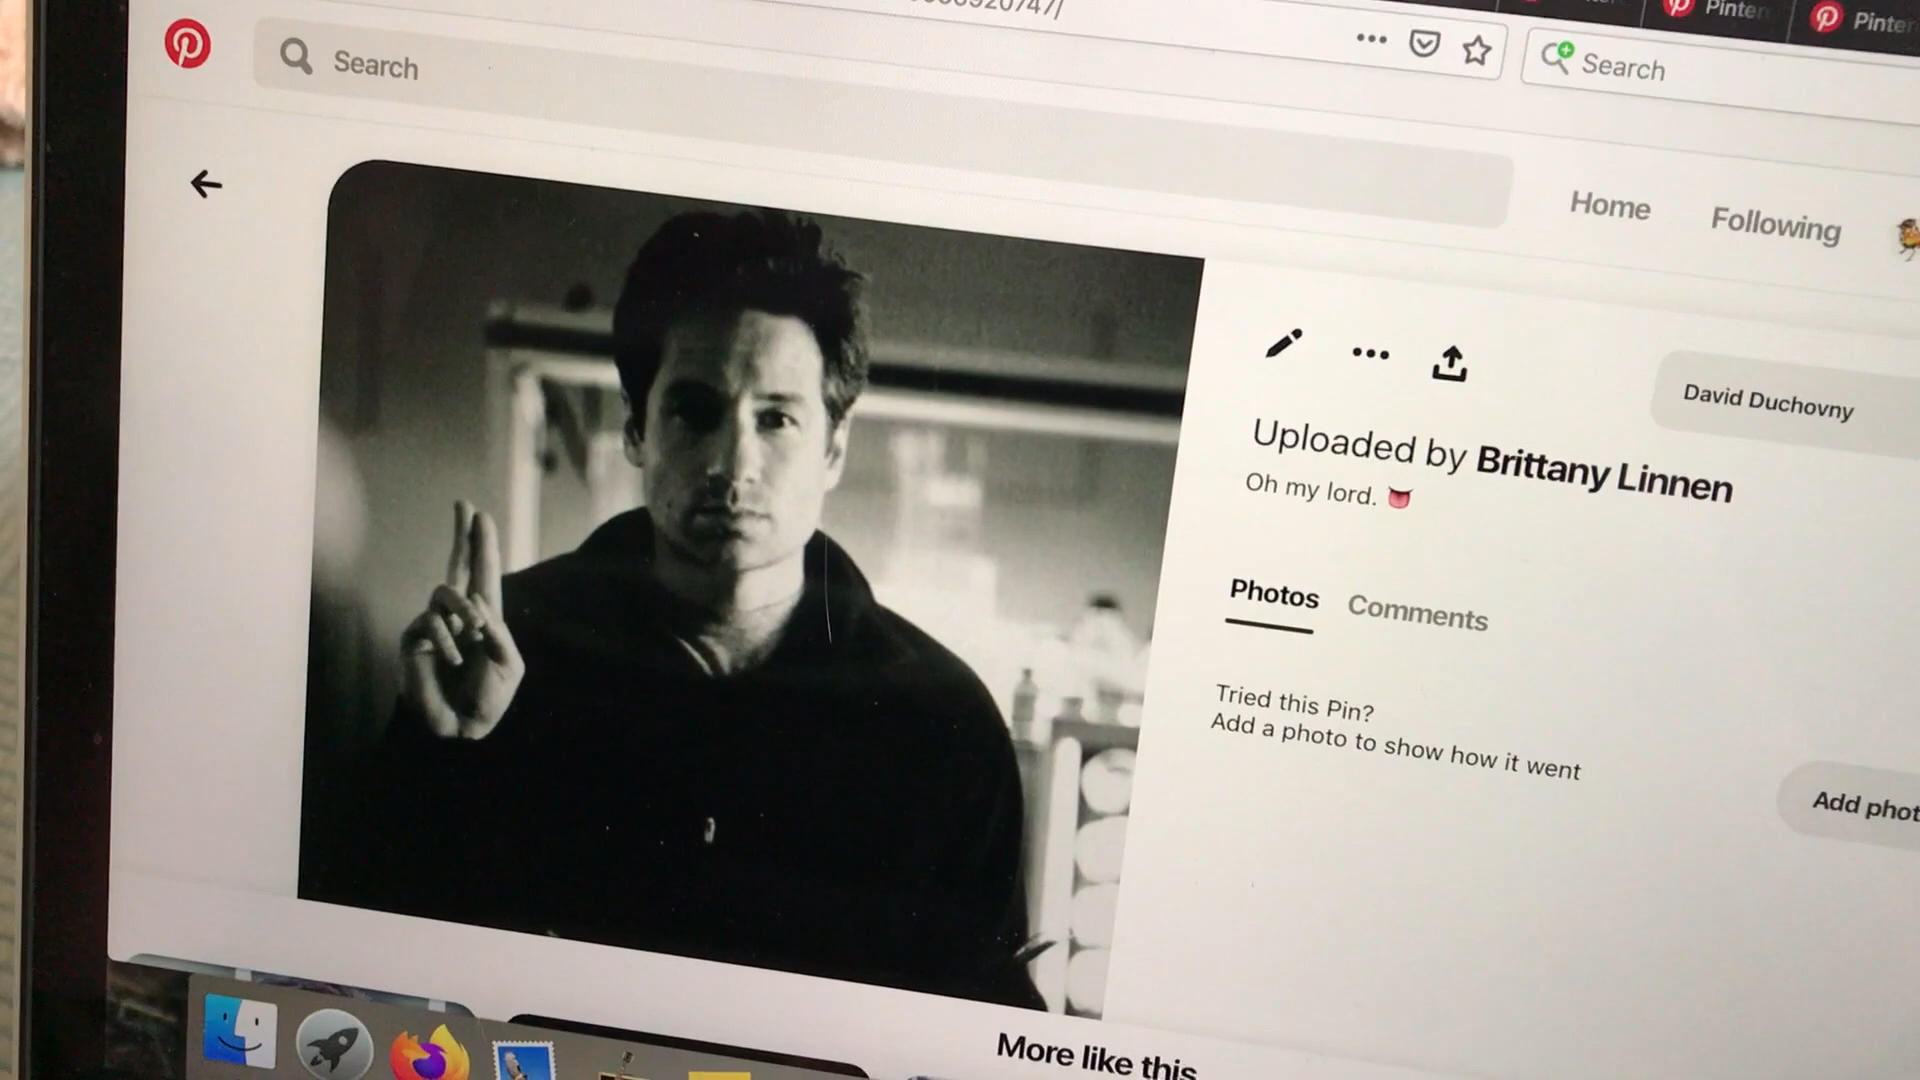 Search
Search
Home
Following
David Duchovny
Uploaded by Brittany Linnen
Oh my lord. 👅
Photos
Comments
Tried this Pin?
Add a photo to show how it went
More like this